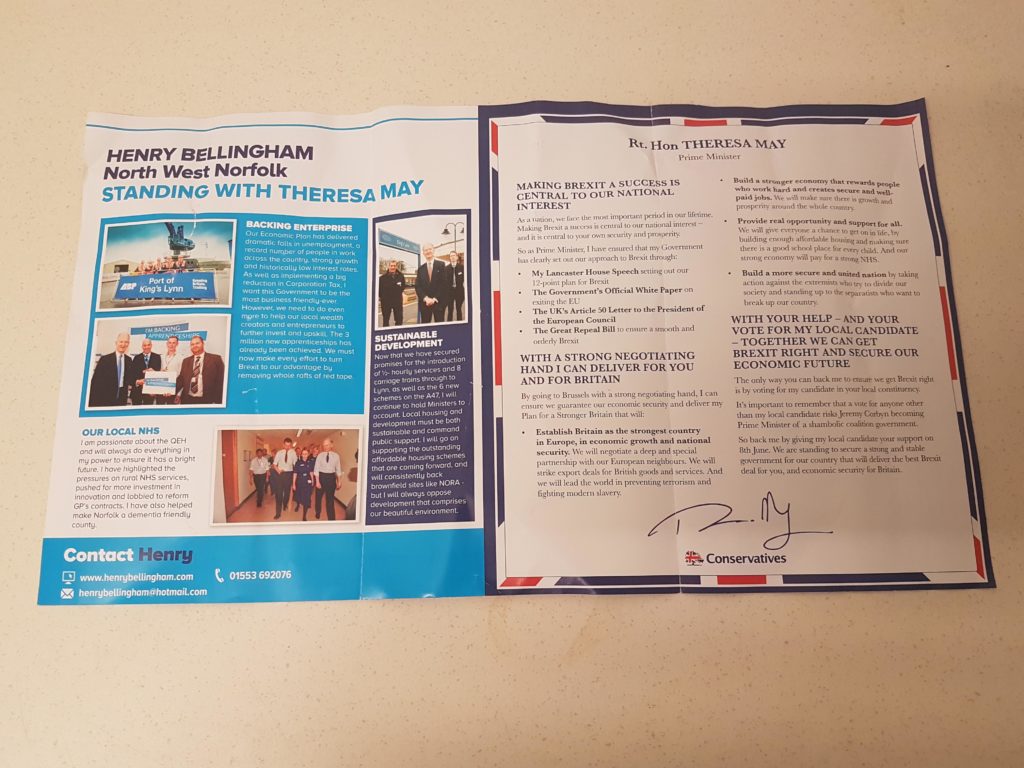 HENRY BELLINGHAM
North West Norfolk
STANDING WITH THERESA MAY
ABP
Port of
King's Lynn
BACKING ENTERPRISE
Our Economic Plan has delivered
dramatic falls in unemployment, a
record number of people in work
across the country, strong growth
and historically low interest rates.
As well as implementing a big
reduction in Corporation Tax, I
want this Government to be the
most business friendly-ever.
However, we need to do even
more to help our local wealth
creators and entrepreneurs to
further invest and upskill. The 3
million new apprenticeships has
already been achieved. We must
now make every effort to turn
Brexit to our advantage by
removing whole rafts of red tape.
I'M BACKING
APPRENTICESHIPS
SUSTAINABLE
DEVELOPMENT
Now that we have secured
promises for the introduction
of ½- hourly services and 8
carriage trains through to
Lynn, as well as the 6 new
schemes on the A47, I will
continue to hold Ministers to
account. Local housing and
development must be both
sustainable and command
public support. I will go on
supporting the outstanding
affordable housing schemes
that are coming forward, and
will consistently back
brownfield sites like NORA -
but I will always oppose
development that comprises
our beautiful environment.
OUR LOCAL NHS
I am passionate about the QEH
and will always do everything in
my power to ensure it has a bright
future. I have highlighted the
pressures on rural NHS services,
pushed for more investment in
innovation and lobbied to reform
GP's contracts. I have also helped
make Norfolk a dementia friendly
county.
Contact Henry
www.henrybellingham.com
01553 692076
henrybellingham@hotmail.com
Rt. Hon THERESA MAY
Prime Minister
MAKING BREXIT A SUCCESS IS
CENTRAL TO OUR NATIONAL
INTEREST
As a nation, we face the most important period in our lifetime.
Making Brexit a success is central to our national interest –
and it is central to your own security and prosperity.
So as Prime Minister, I have ensured that my Government
has clearly set out our approach to Brexit through:
• My Lancaster House Speech setting out our
12-point plan for Brexit
• The Government's Official White Paper on
exiting the EU
• The UK's Article 50 Letter to the President of
the European Council
• The Great Repeal Bill to ensure a smooth and
orderly Brexit
WITH A STRONG NEGOTIATING
HAND I CAN DELIVER FOR YOU
AND FOR BRITAIN
By going to Brussels with a strong negotiating hand, I can
ensure we guarantee our economic security and deliver my
Plan for a Stronger Britain that will:
• Establish Britain as the strongest country
in Europe, in economic growth and national
security. We will negotiate a deep and special
partnership with our European neighbours. We will
strike export deals for British goods and services. And
we will lead the world in preventing terrorism and
fighting modern slavery.
• Build a stronger economy that rewards people
who work hard and creates secure and well-
paid jobs. We will make sure there is growth and
prosperity around the whole country.
• Provide real opportunity and support for all.
We will give everyone a chance to get on in life, by
building enough affordable housing and making sure
there is a good school place for every child. And our
strong economy will pay for a strong NHS.
• Build a more secure and united nation by taking
action against the extremists who try to divide our
society and standing up to the separatists who want to
break up our country.
WITH YOUR HELP – AND YOUR
VOTE FOR MY LOCAL CANDIDATE
– TOGETHER WE CAN GET
BREXIT RIGHT AND SECURE OUR
ECONOMIC FUTURE
The only way you can back me to ensure we get Brexit right
is by voting for my candidate in your local constituency.
It's important to remember that a vote for anyone other
than my local candidate risks Jeremy Corbyn becoming
Prime Minister of a shambolic coalition government.
So back me by giving my local candidate your support on
8th June. We are standing to secure a strong and stable
government for our country that will deliver the best Brexit
deal for you, and economic security for Britain.
Conservatives